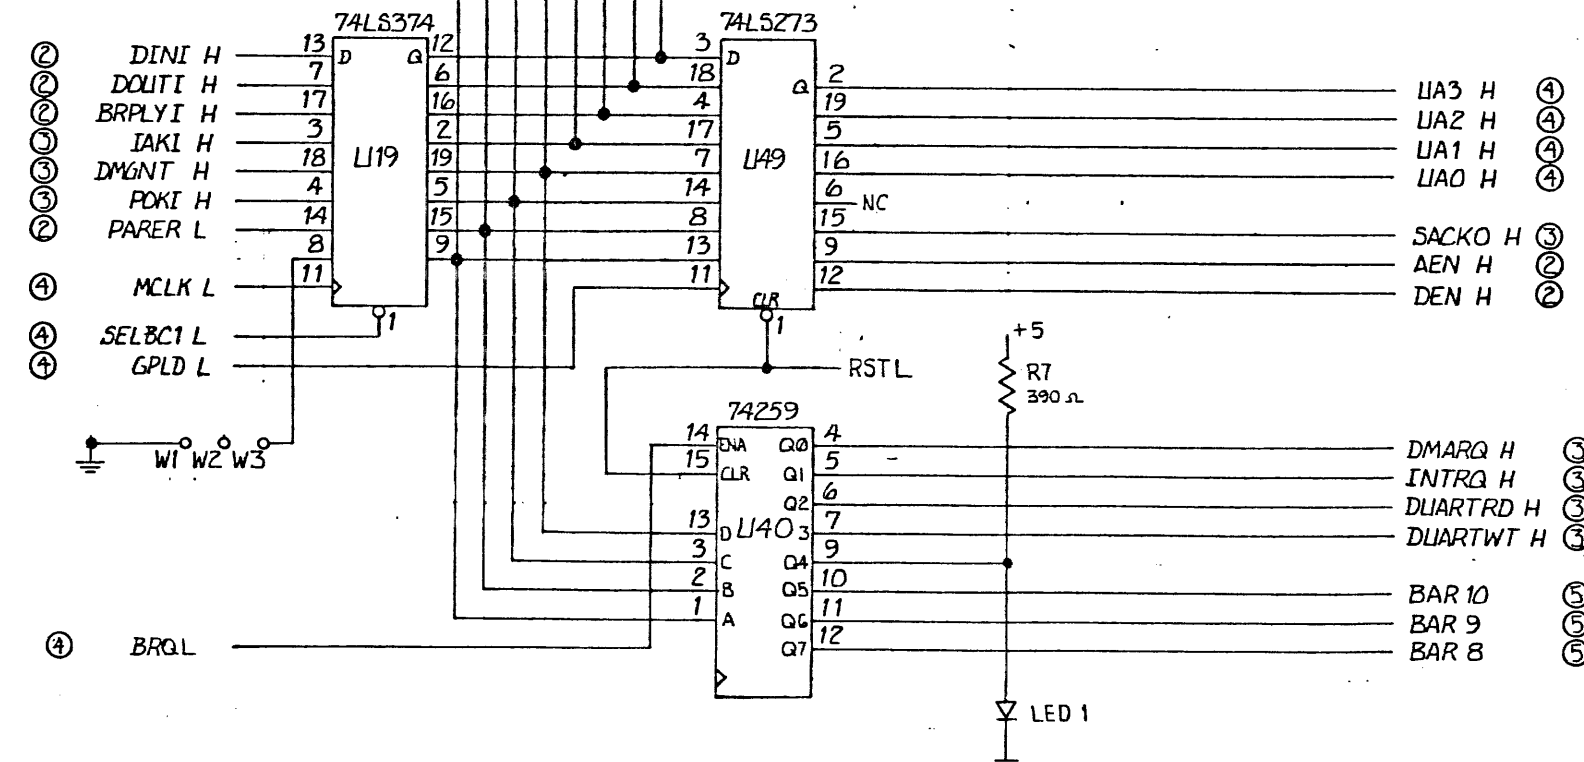 74LS374
74LS273
② DINI H 13 D Q 12 3 D
② DOUTI H 7 6 18 Q 2 UA3 H ④
② BRPLYI H 17 16 4 19 UA2 H ④
③ IAKI H 3 2 17 5 UA1 H ④
③ DMGNT H 18 U19 19 7 U49 16 UA0 H ④
③ POKI H 4 5 14 6 NC
② PARER L 14 15 8 15 SACKO H ③
8 9 13 9 AEN H ②
④ MCLK L 11 11 12 DEN H ②
CLR
④ SELBC1 L 1 1 +5
④ GPLD L RST L R7
390 Ω
74259
W1 W2 W3 14 ENA Q0 4 DMARQ H ③
15 CLR Q1 5 INTRQ H ③
Q2 6 DUARTRD H ③
13 D U40 3 7 DUARTWT H ③
3 C Q4 9
2 B Q5 10 BAR 10 ⑤
1 A Q6 11 BAR 9 ⑤
④ BRQ L Q7 12 BAR 8 ⑤
LED 1